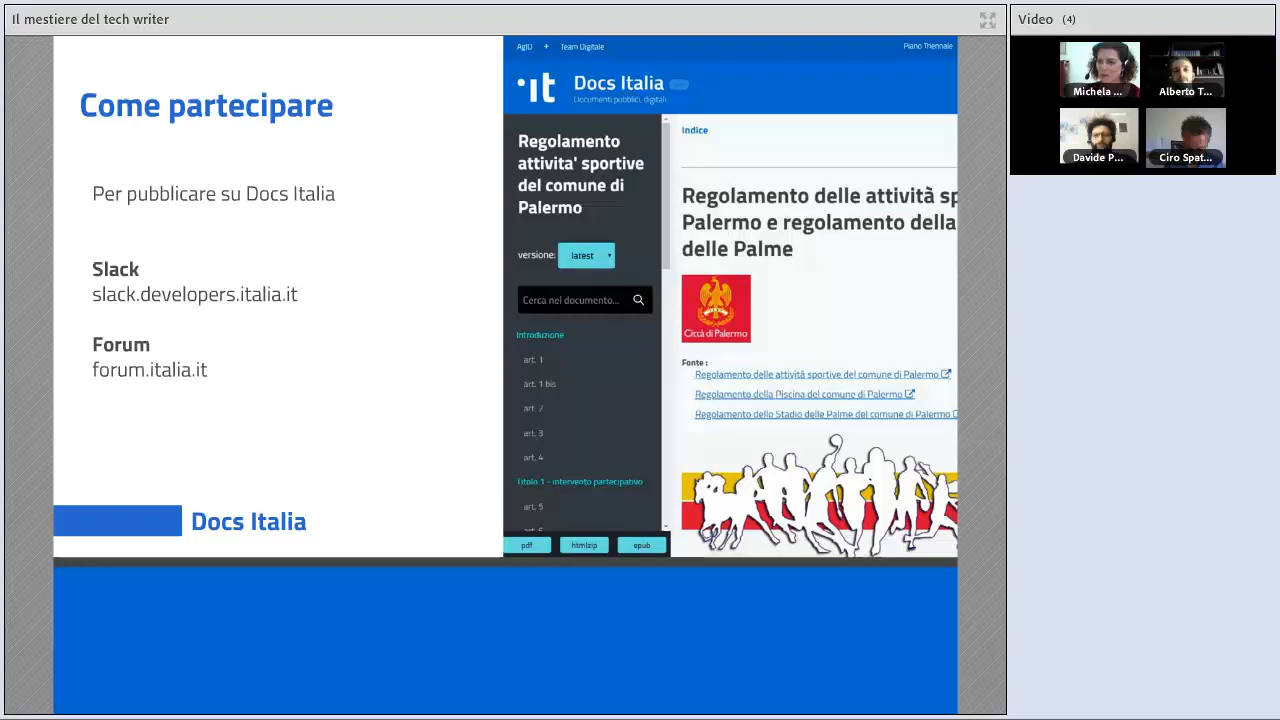 Il mestiere del tech writer
Come partecipare
Per pubblicare su Docs Italia
Slack
slack.developers.italia.it
Forum
forum.italia.it
Docs Italia
AgID + Team Digitale
Piano Triennale
.it
Docs Italia
Documenti pubblici, digitali
Regolamento
attivita' sportive
del comune di
Palermo
versione: latest
Cerca nel documento...
Introduzione
art. 1
art. 1 bis
art. 2
art. 3
art. 4
Titolo 1 - intervento partecipativo
art. 5
pdf htmlzip epub
Indice
Regolamento delle attività sp
Palermo e regolamento della
delle Palme
Città di Palermo
Fonte :
Regolamento delle attività sportive del comune di Palermo
Regolamento della Piscina del comune di Palermo
Regolamento dello Stadio delle Palme del comune di Palermo
Video (4)
Michela ...
Alberto T...
Davide P...
Ciro Spat...